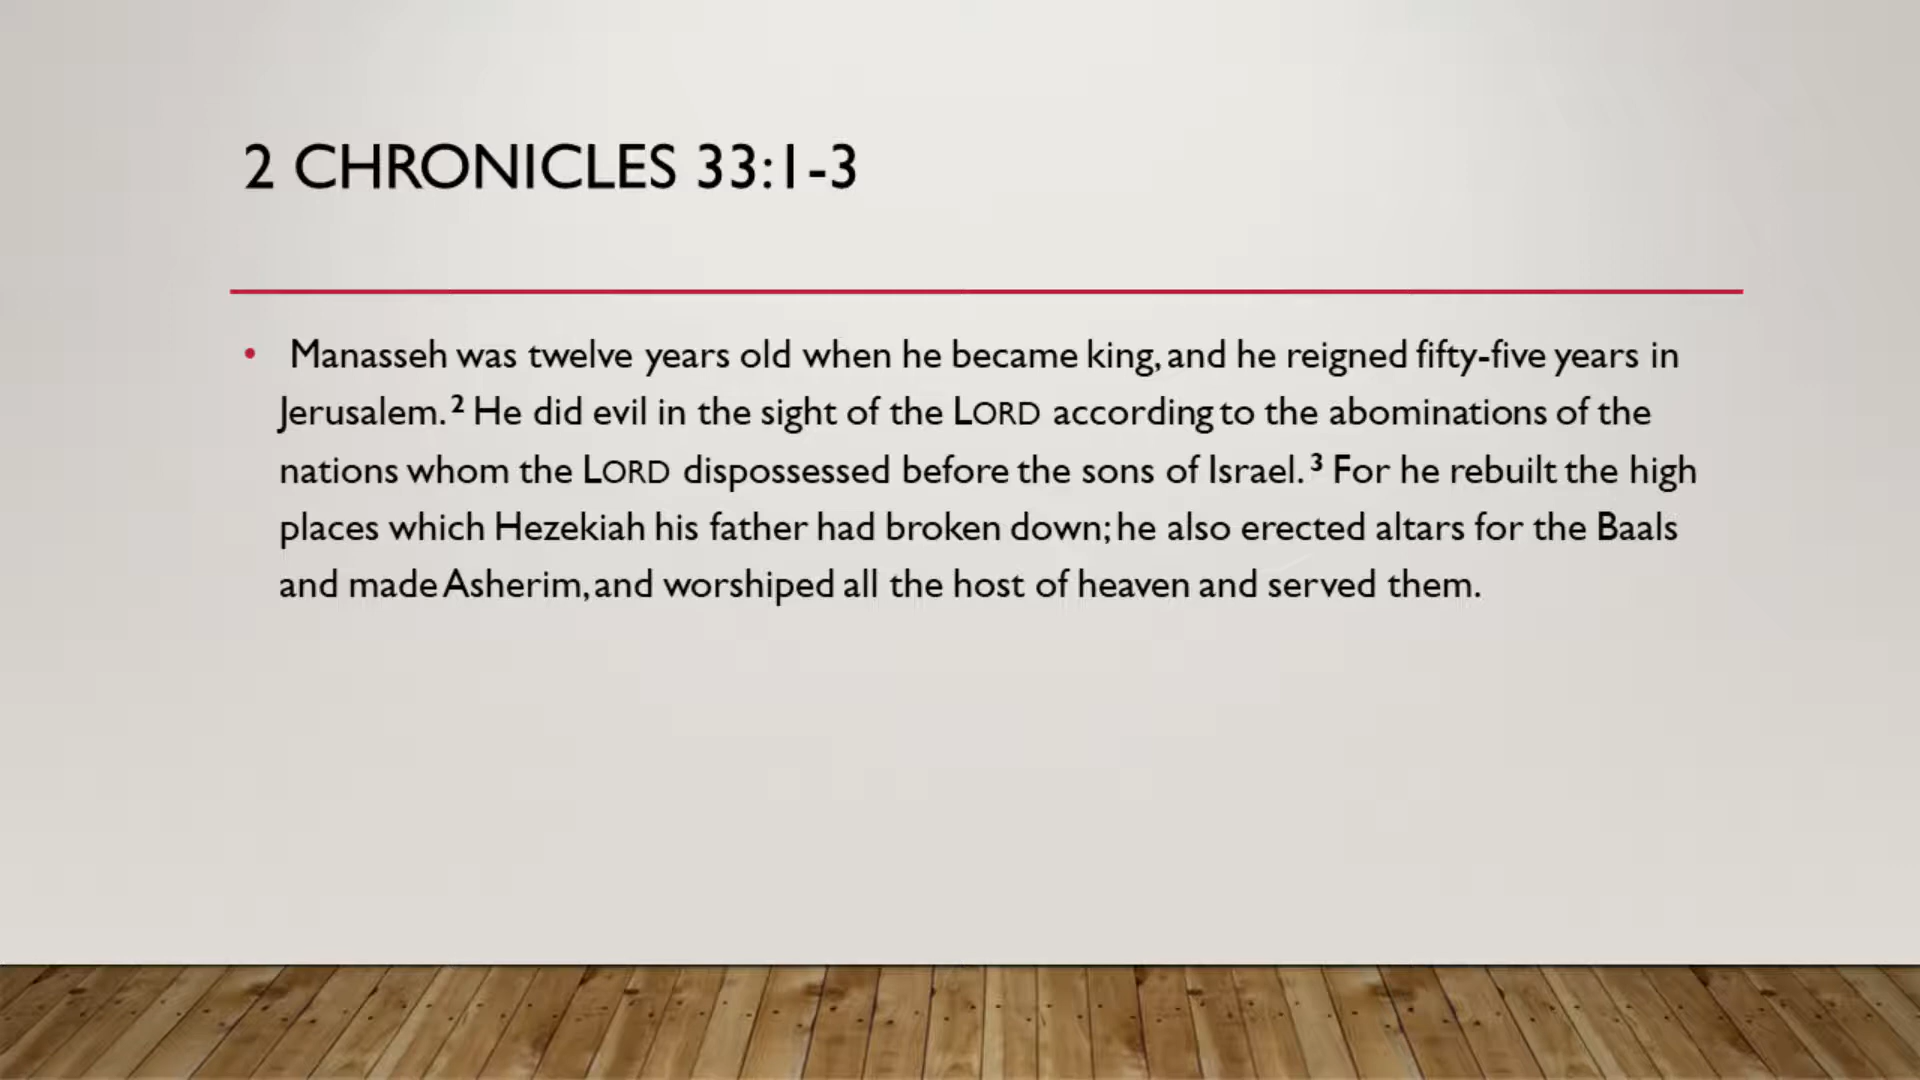 2 CHRONICLES 33:1-3
• Manasseh was twelve years old when he became king, and he reigned fifty-five years in
Jerusalem. ² He did evil in the sight of the LORD according to the abominations of the
nations whom the LORD dispossessed before the sons of Israel. ³ For he rebuilt the high
places which Hezekiah his father had broken down; he also erected altars for the Baals
and made Asherim, and worshiped all the host of heaven and served them.